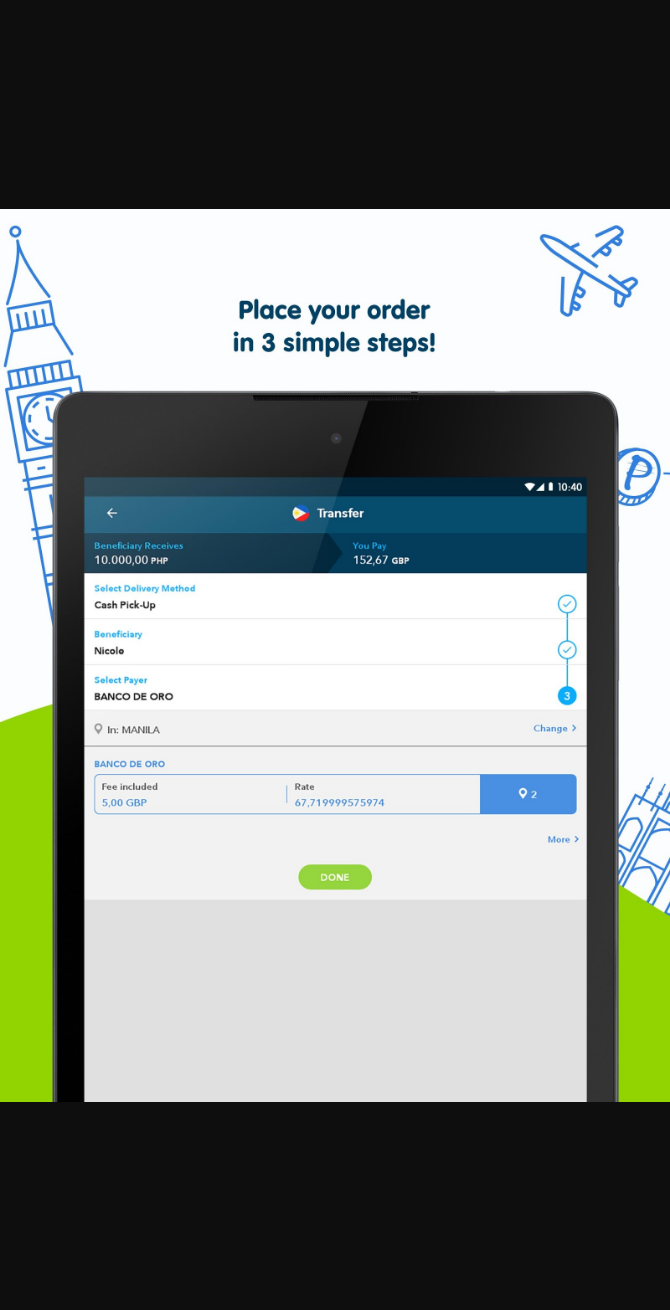 Place your order
in 3 simple steps!
10:40
Transfer
Beneficiary Receives
10.000,00 PHP
You Pay
152,67 GBP
Select Delivery Method
Cash Pick-Up
Beneficiary
Nicole
Select Payer
BANCO DE ORO
3
In: MANILA
Change >
BANCO DE ORO
Fee included
5,00 GBP
Rate
67,719999575974
2
More >
DONE
P